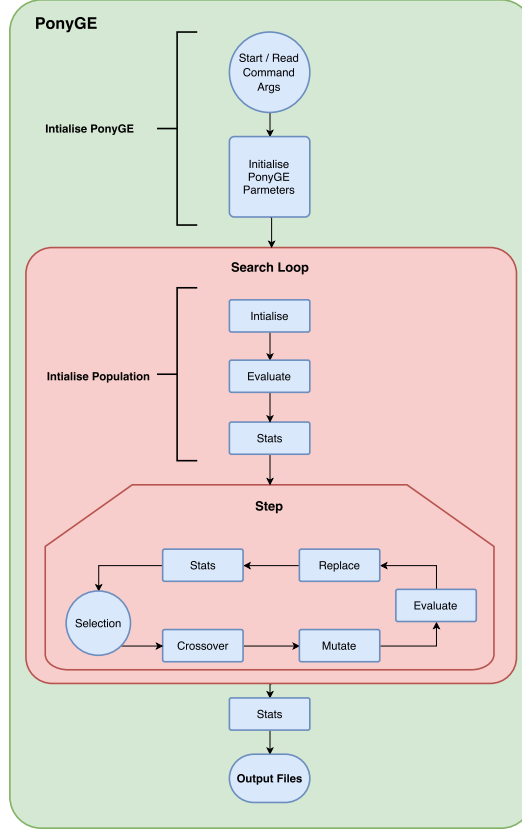 PonyGE
Start / Read
Command
Args
Intialise PonyGE
Initialise
PonyGE
Parmeters
Search Loop
Intialise
Intialise Population
Evaluate
Stats
Step
Stats
Replace
Evaluate
Selection
Crossover
Mutate
Stats
Output Files